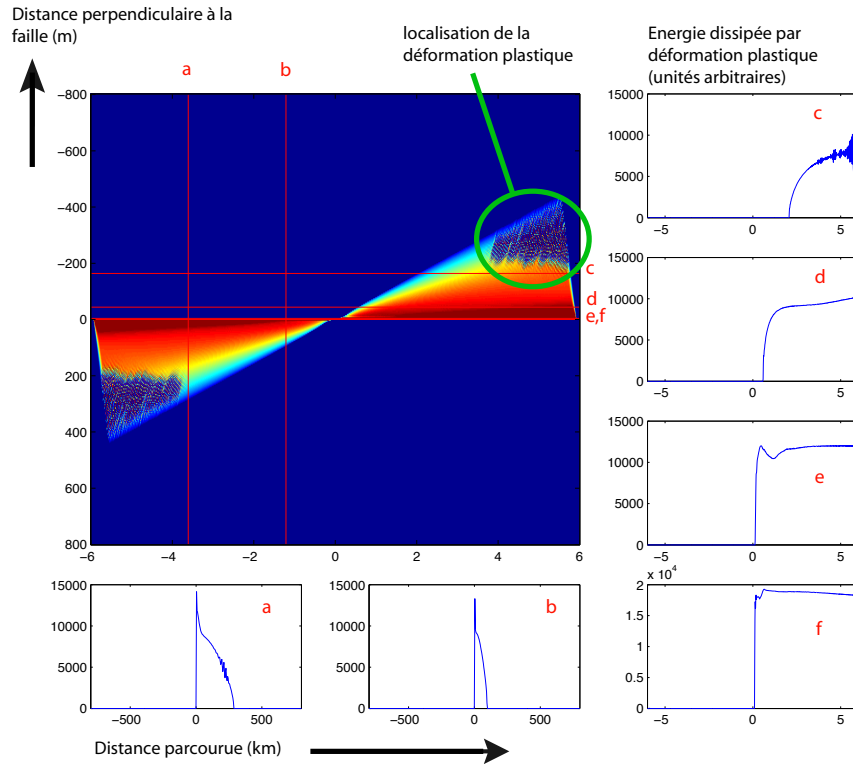 Distance perpendiculaire à la
faille (m)
localisation de la
déformation plastique
Energie dissipée par
déformation plastique
(unités arbitraires)
a
b
−800
−600
−400
−200
0
200
400
600
800
−6
−4
−2
0
2
4
6
c
d
e,f
15000
10000
5000
0
−5
0
5
c
15000
10000
5000
0
−5
0
5
d
15000
10000
5000
0
−5
0
5
e
x 10⁴
2
1.5
1
0.5
0
−5
0
5
f
15000
10000
5000
0
−500
0
500
a
15000
10000
5000
0
−500
0
500
b
Distance parcourue (km)